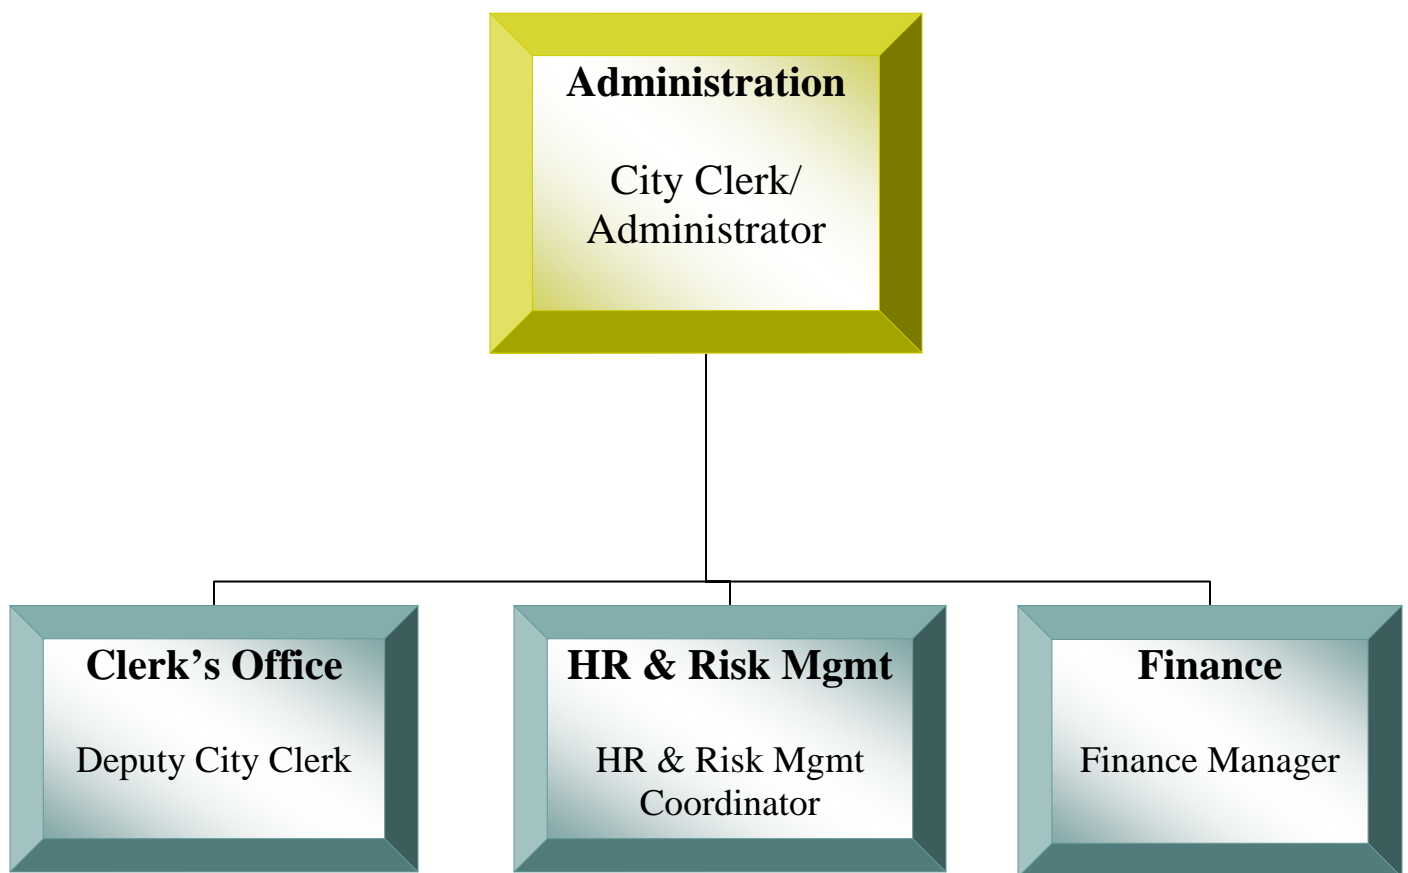 Administration
City Clerk/
Administrator
Clerk’s Office
Deputy City Clerk
HR & Risk Mgmt
HR & Risk Mgmt
Coordinator
Finance
Finance Manager